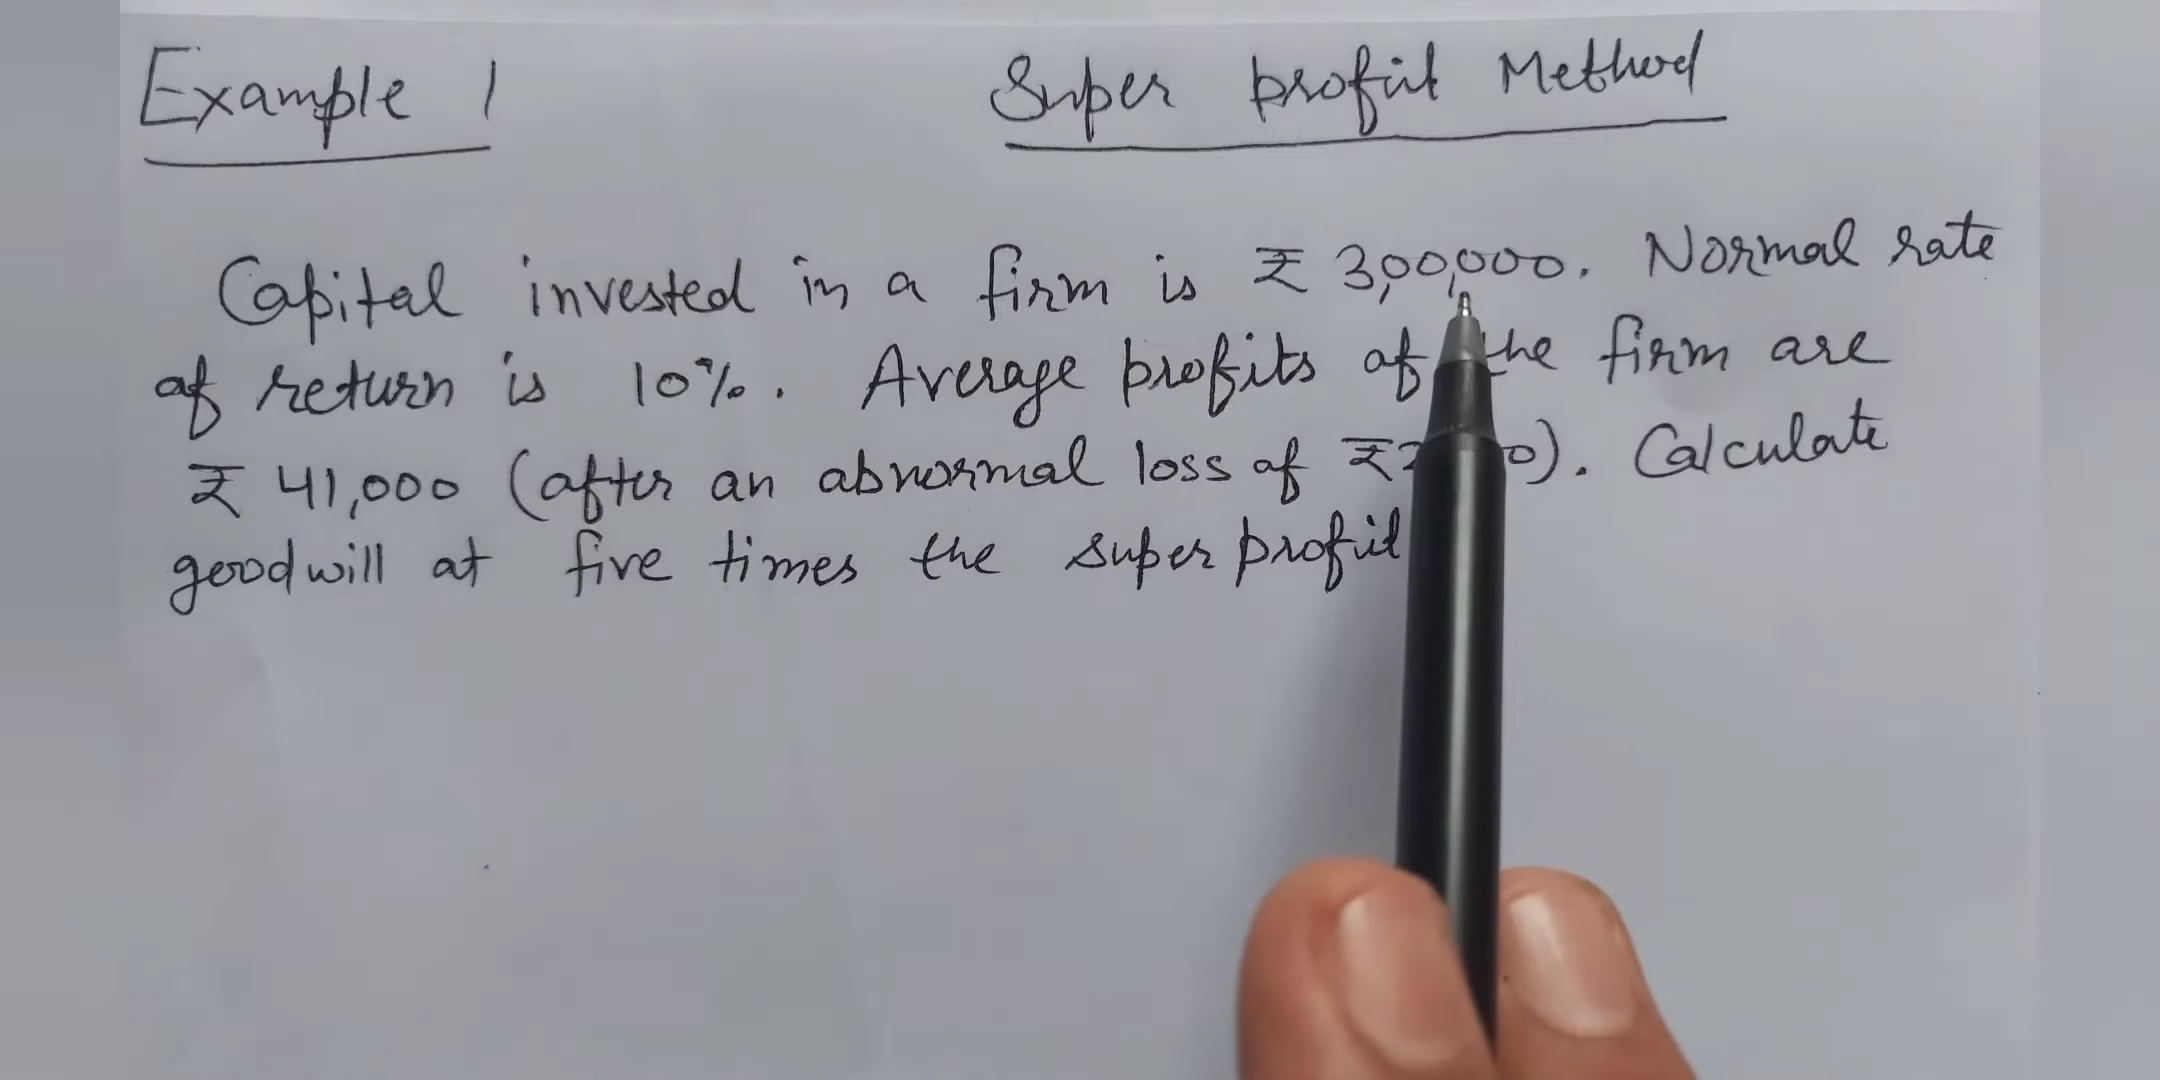 Example 1
Super profit Method
Capital invested in a firm is ₹ 3,00,000. Normal rate
of return is 10%. Average profits of the firm are
₹ 41,000 (after an abnormal loss of ₹ ). Calculate
goodwill at five times the super profit